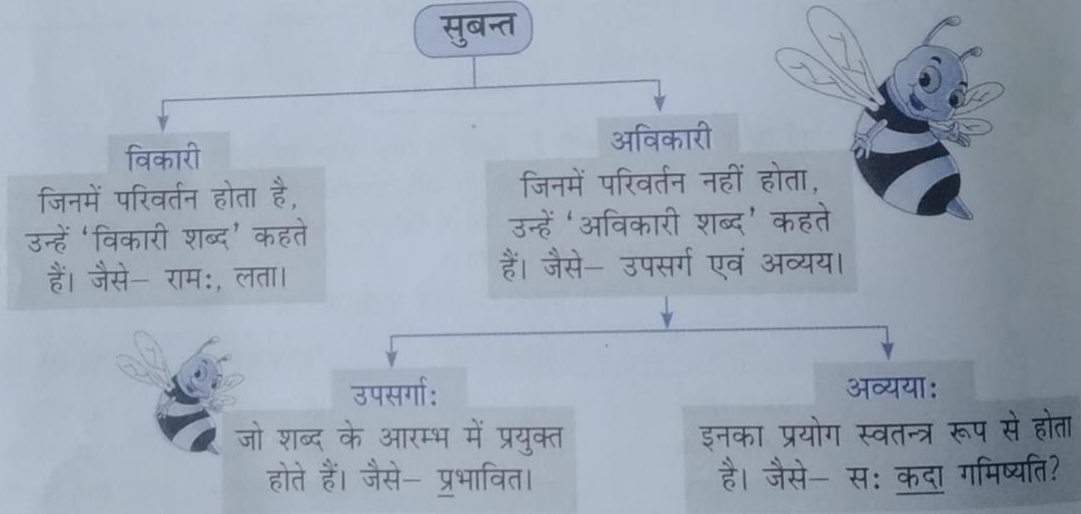 सुबन्त
विकारी
जिनमें परिवर्तन होता है,
उन्हें ‘विकारी शब्द’ कहते
हैं। जैसे– रामः, लता।
अविकारी
जिनमें परिवर्तन नहीं होता,
उन्हें ‘अविकारी शब्द’ कहते
हैं। जैसे– उपसर्ग एवं अव्यय।
उपसर्गाः
जो शब्द के आरम्भ में प्रयुक्त
होते हैं। जैसे– प्रभावित।
अव्ययाः
इनका प्रयोग स्वतन्त्र रूप से होता
है। जैसे– सः कदा गमिष्यति?